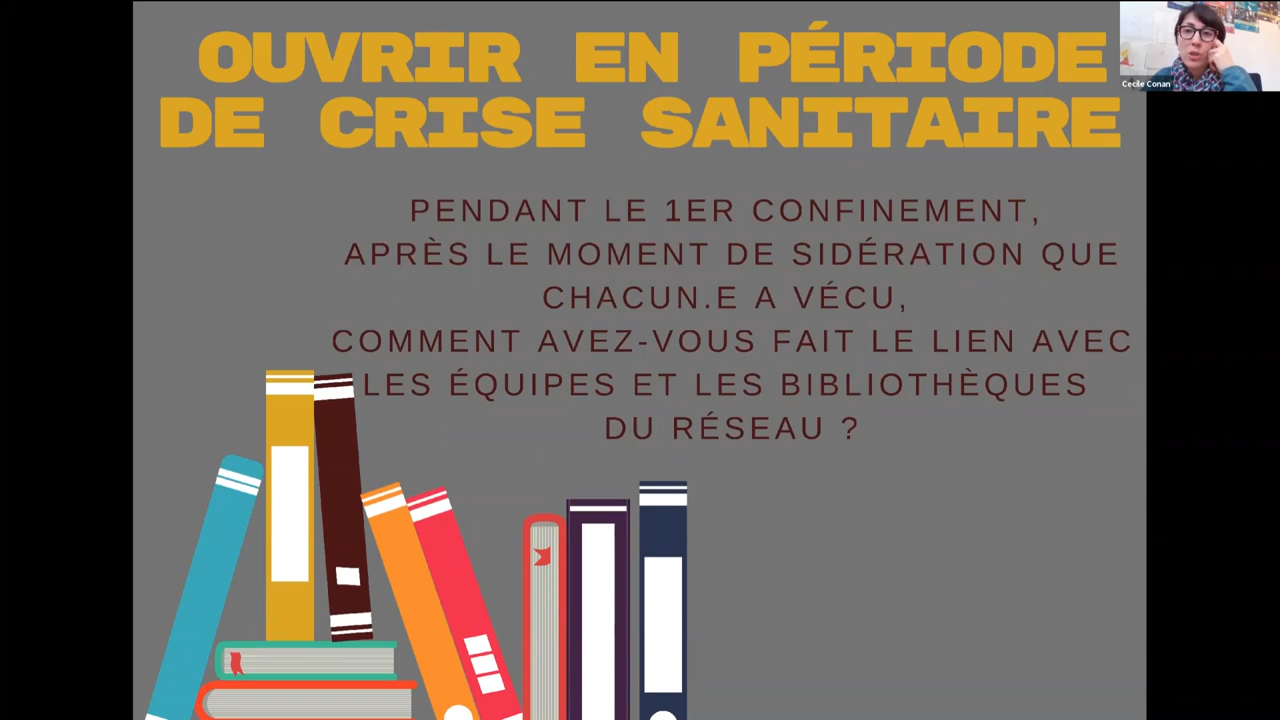 OUVRIR EN PÉRIODE
DE CRISE SANITAIRE
Cecile Conan
PENDANT LE 1ER CONFINEMENT,
APRÈS LE MOMENT DE SIDÉRATION QUE
CHACUN.E A VÉCU,
COMMENT AVEZ-VOUS FAIT LE LIEN AVEC
LES ÉQUIPES ET LES BIBLIOTHÈQUES
DU RÉSEAU ?